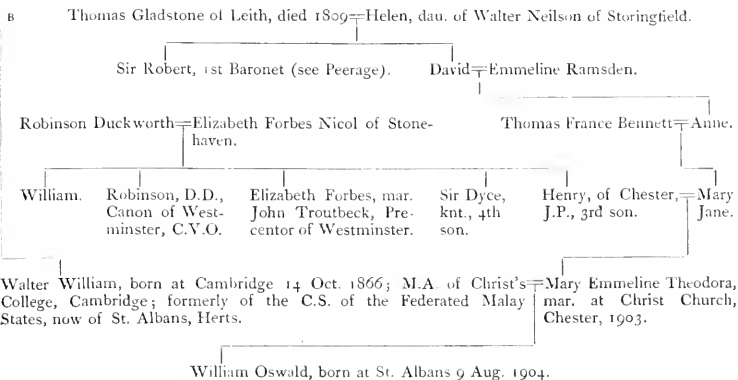 B Thomas Gladstone of Leith, died 1809=Helen, dau. of Walter Neilson of Storingfield.
Sir Robert, 1st Baronet (see Peerage). David=Emmeline Ramsden.
Robinson Duckworth=Elizabeth Forbes Nicol of Stone-
haven.
Thomas France Bennett=Anne.
William.
Robinson, D.D.,
Canon of West-
minster, C.V.O.
Elizabeth Forbes, mar.
John Troutbeck, Pre-
centor of Westminster.
Sir Dyce,
knt., 4th
son.
Henry, of Chester,=Mary
J.P., 3rd son. Jane.
Walter William, born at Cambridge 14 Oct. 1866; M.A. of Christ's
College, Cambridge; formerly of the C.S. of the Federated Malay
States, now of St. Albans, Herts.
=Mary Emmeline Theodora,
mar. at Christ Church,
Chester, 1903.
William Oswald, born at St. Albans 9 Aug. 1904.